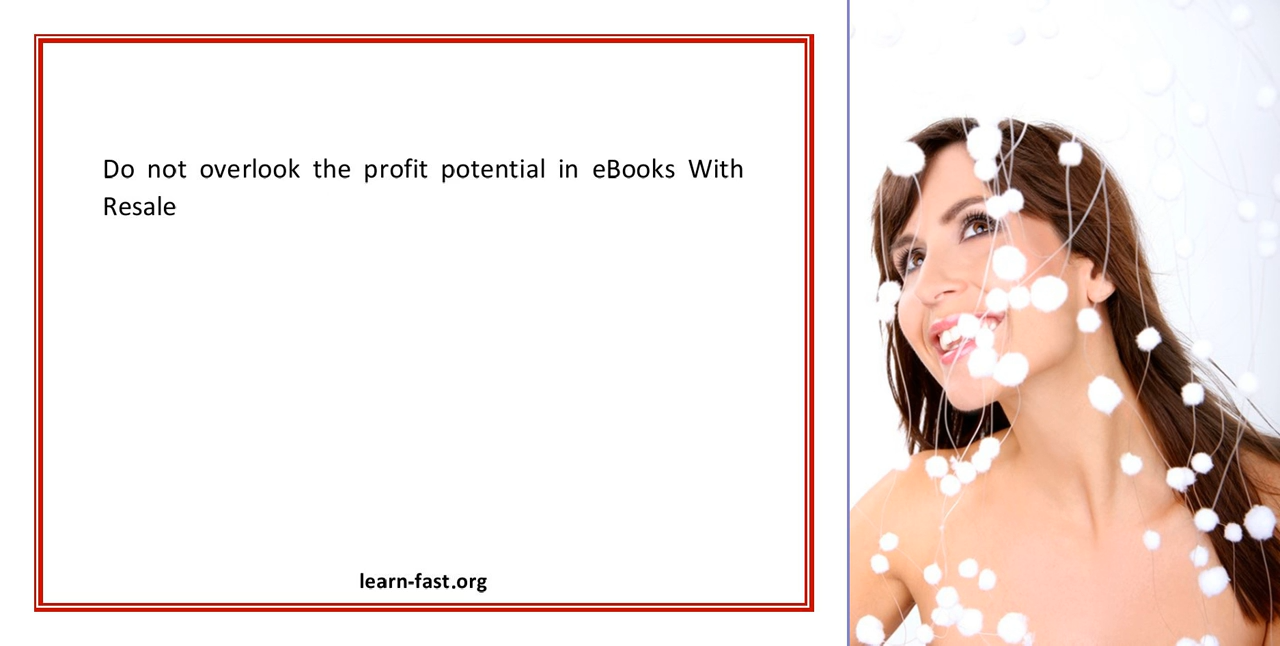 Do not overlook the profit potential in eBooks With
Resale
learn-fast.org